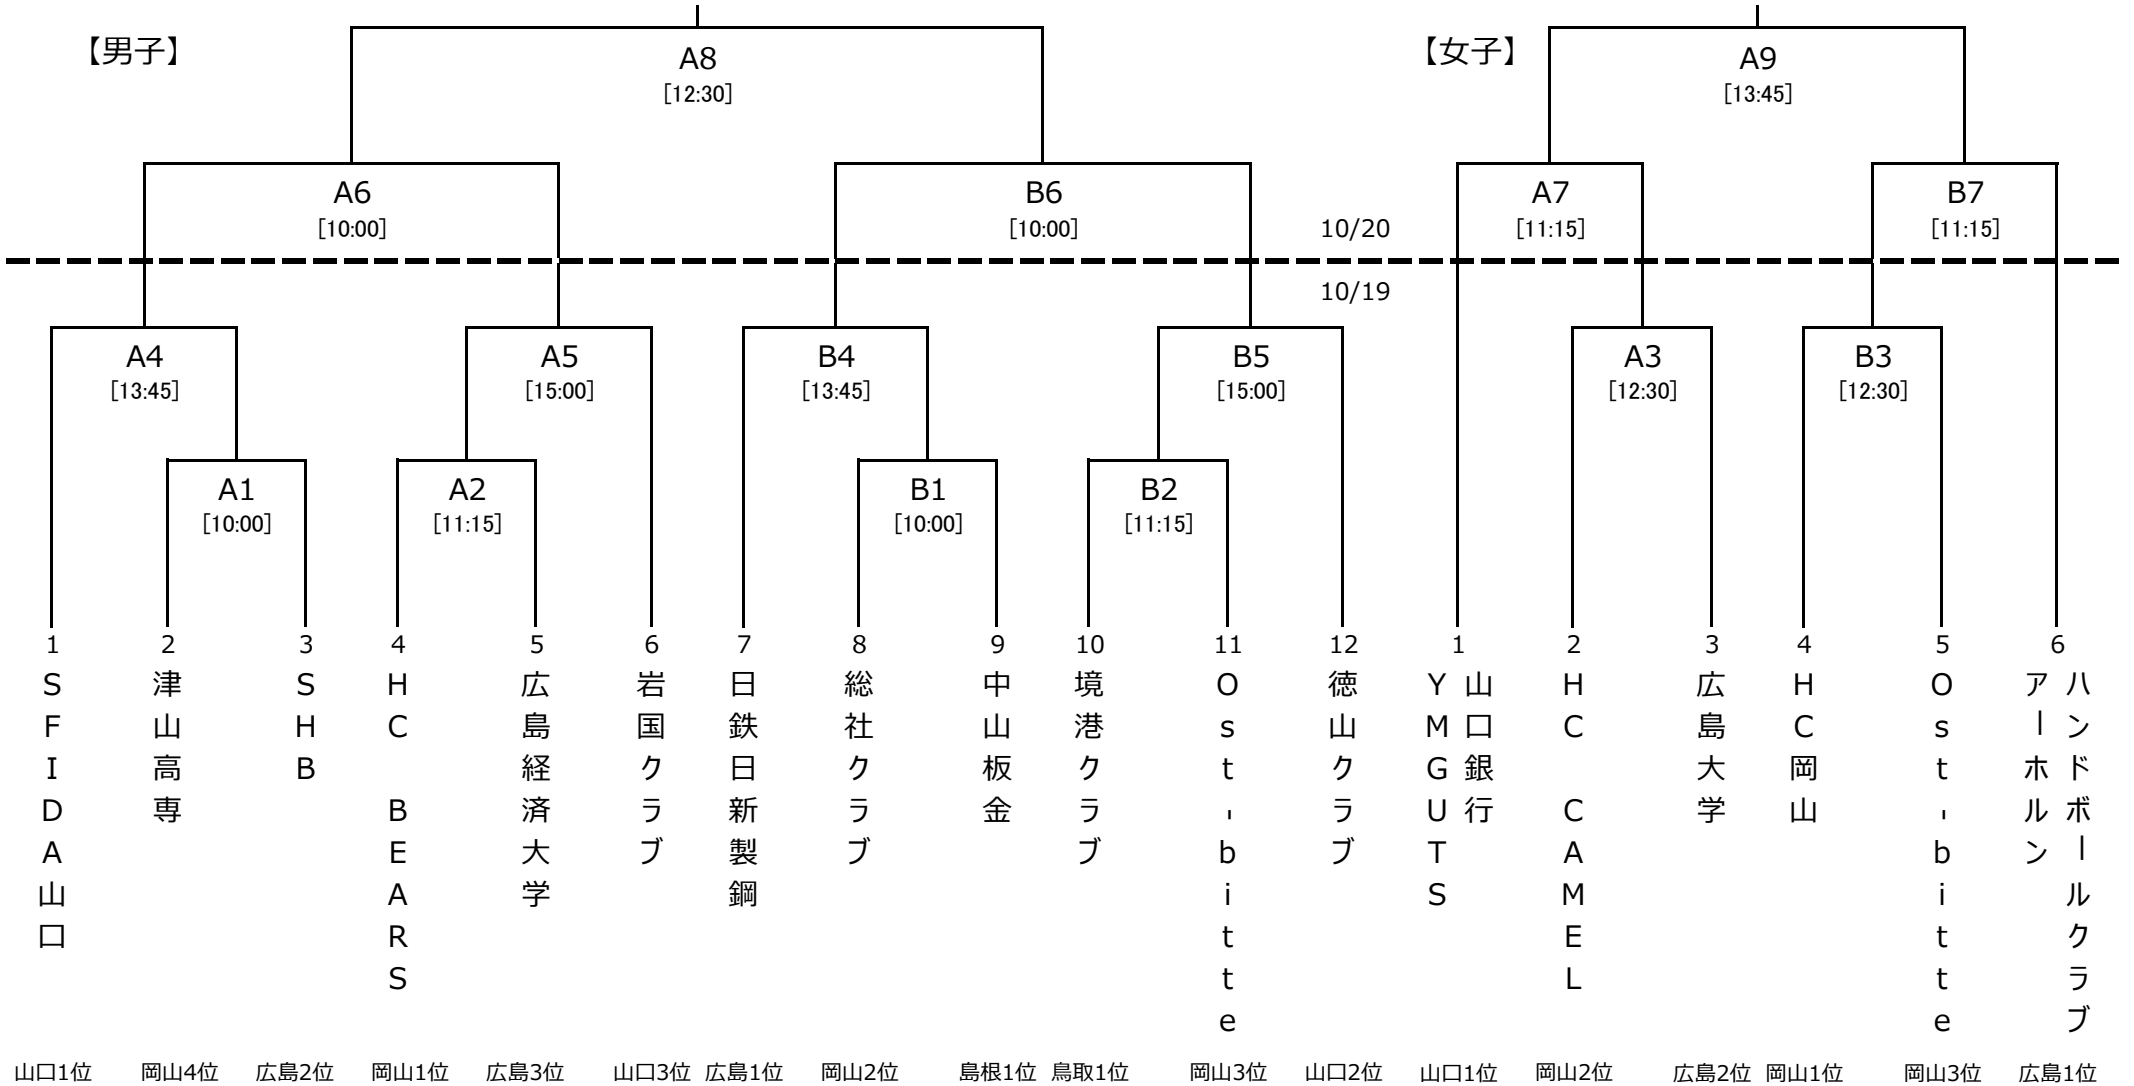 【男子】
【女子】
A8
[12:30]
A9
[13:45]
A6
[10:00]
B6
[10:00]
A7
[11:15]
B7
[11:15]
10/20
10/19
A4
[13:45]
A5
[15:00]
B4
[13:45]
B5
[15:00]
A3
[12:30]
B3
[12:30]
A1
[10:00]
A2
[11:15]
B1
[10:00]
B2
[11:15]
1
SFIDA山口
山口1位
2
津山高専
岡山4位
3
SHB
広島2位
4
HC BEARS
岡山1位
5
広島経済大学
広島3位
6
岩国クラブ
山口3位
7
日鉄日新製鋼
広島1位
8
総社クラブ
岡山2位
9
中山板金
島根1位
10
境港クラブ
鳥取1位
11
Ost-bitte
岡山3位
12
徳山クラブ
山口2位
1
山口銀行
YMGUTS
山口1位
2
HC CAMEL
岡山2位
3
広島大学
広島2位
4
HC岡山
岡山1位
5
Ost-bitte
岡山3位
6
ハンドボールクラブ
アーホルン
広島1位